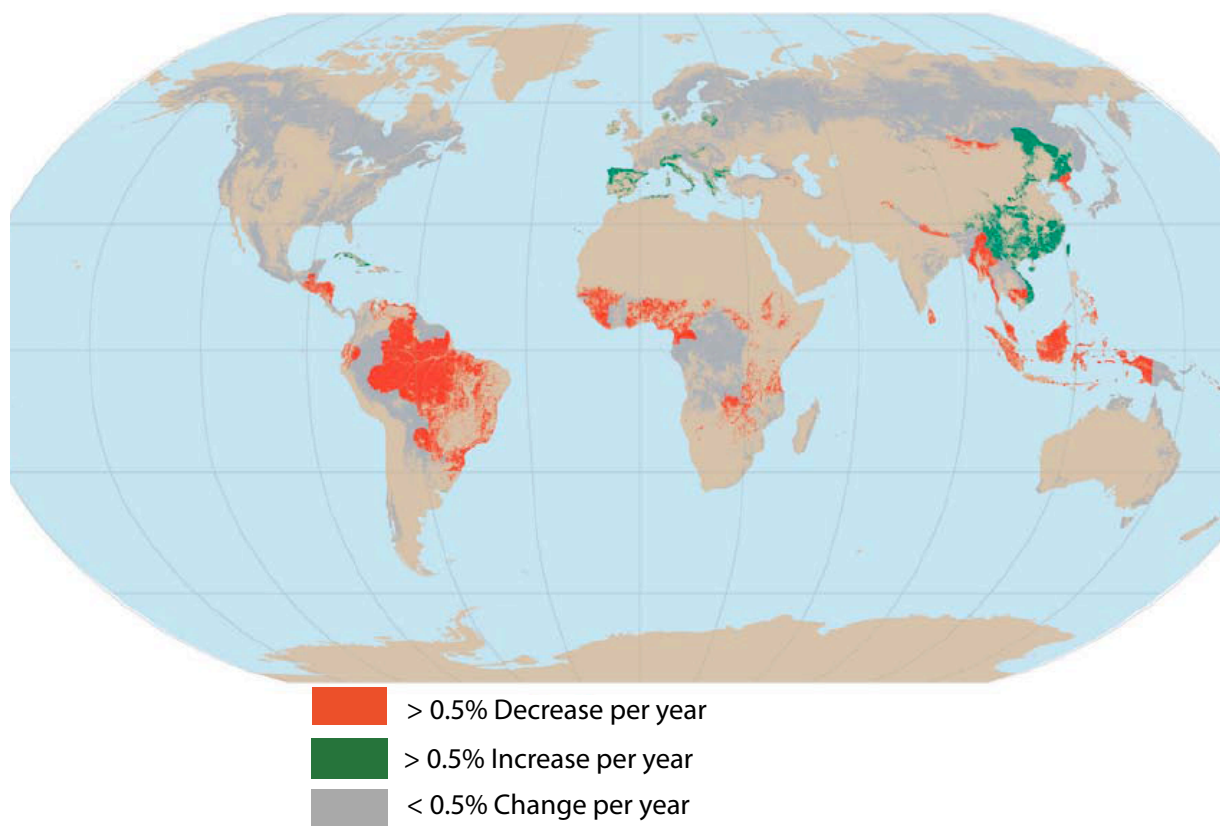 > 0.5% Decrease per year
> 0.5% Increase per year
< 0.5% Change per year